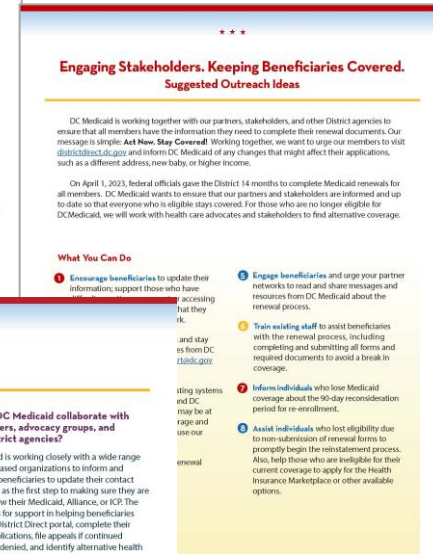 ★ ★ ★
Engaging Stakeholders. Keeping Beneficiaries Covered.
Suggested Outreach Ideas
DC Medicaid is working together with our partners, stakeholders, and other District agencies to
ensure that all members have the information they need to complete their renewal documents. Our
message is simple: Act Now. Stay Covered! Working together, we want to urge our members to visit
districtdirect.dc.gov and inform DC Medicaid of any changes that might affect their applications,
such as a different address, new baby, or higher income.
On April 1, 2023, federal officials gave the District 14 months to complete Medicaid renewals for
all members. DC Medicaid wants to ensure that our partners and stakeholders are informed and up
to date so that everyone who is eligible stays covered. For those who are no longer eligible for
DCMedicaid, we will work with health care advocates and stakeholders to find alternative coverage.
What You Can Do
1 Encourage beneficiaries to update their
information; support those who have
accessing
hat they
rk.
and stay
es from DC
rt@dc.gov
sting systems
nd DC
may be at
rage and
use our
enewal
5 Engage beneficiaries and urge your partner
networks to read and share messages and
resources from DC Medicaid about the
renewal process.
6 Train existing staff to assist beneficiaries
with the renewal process, including
completing and submitting all forms and
required documents to avoid a break in
coverage.
7 Inform individuals who lose Medicaid
coverage about the 90-day reconsideration
period for re-enrollment.
8 Assist individuals who lost eligibility due
to non-submission of renewal forms to
promptly begin the reinstatement process.
Also, help those who are ineligible for their
current coverage to apply for the Health
Insurance Marketplace or other available
options.
DC Medicaid collaborate with
ers, advocacy groups, and
trict agencies?
d is working closely with a wide range
ased organizations to inform and
beneficiaries to update their contact
as the first step to making sure they are
w their Medicaid, Alliance, or ICP. The
s for support in helping beneficiaries
District Direct portal, complete their
plications, file appeals if continued
denied, and identify alternative health